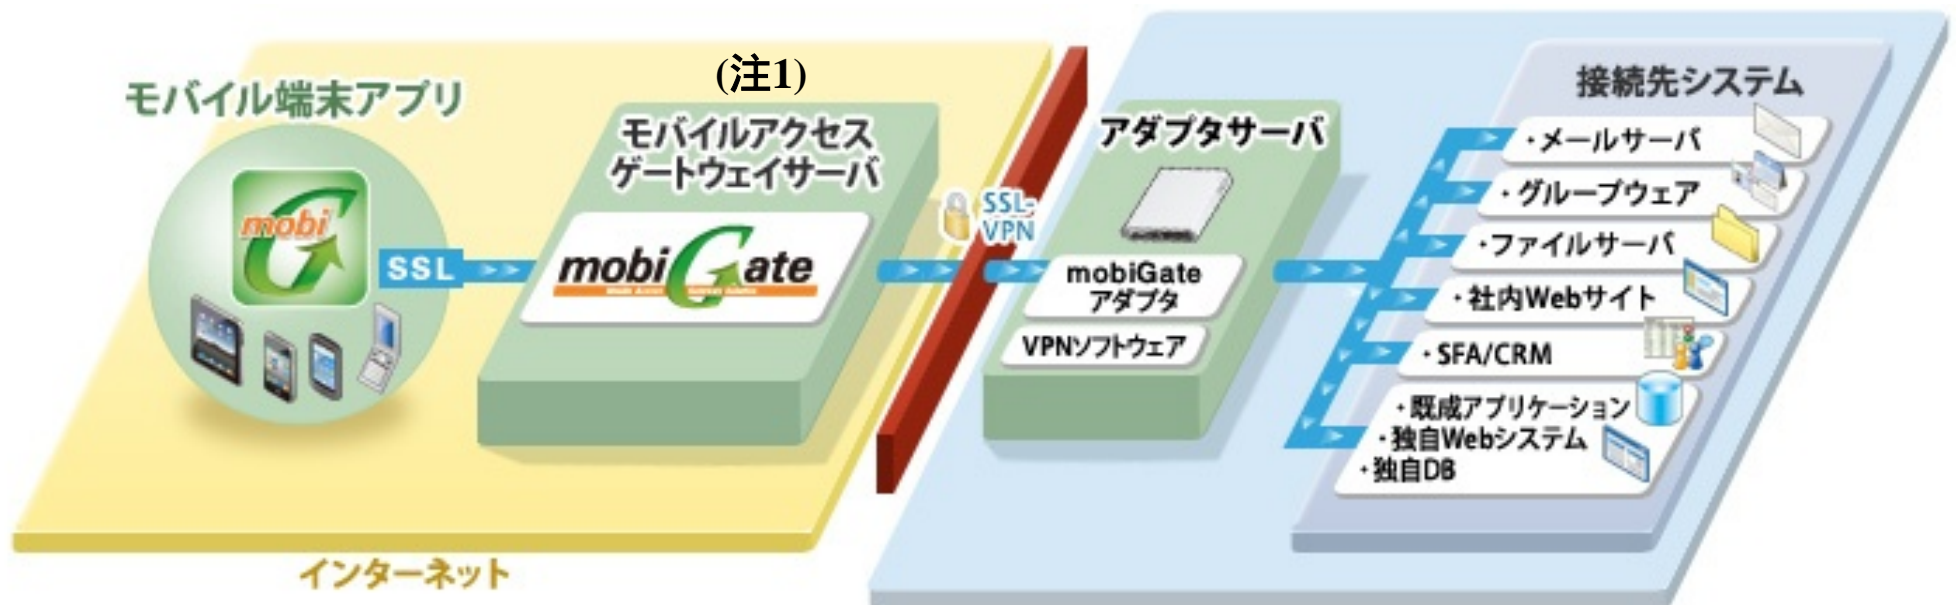 モバイル端末アプリ
mobi
SSL
(注1)
モバイルアクセス
ゲートウェイサーバ
mobiGate
SSL-
VPN
アダプタサーバ
mobiGate
アダプタ
VPNソフトウェア
接続先システム
・メールサーバ
・グループウェア
・ファイルサーバ
・社内Webサイト
・SFA/CRM
・既成アプリケーション
・独自Webシステム
・独自DB
インターネット